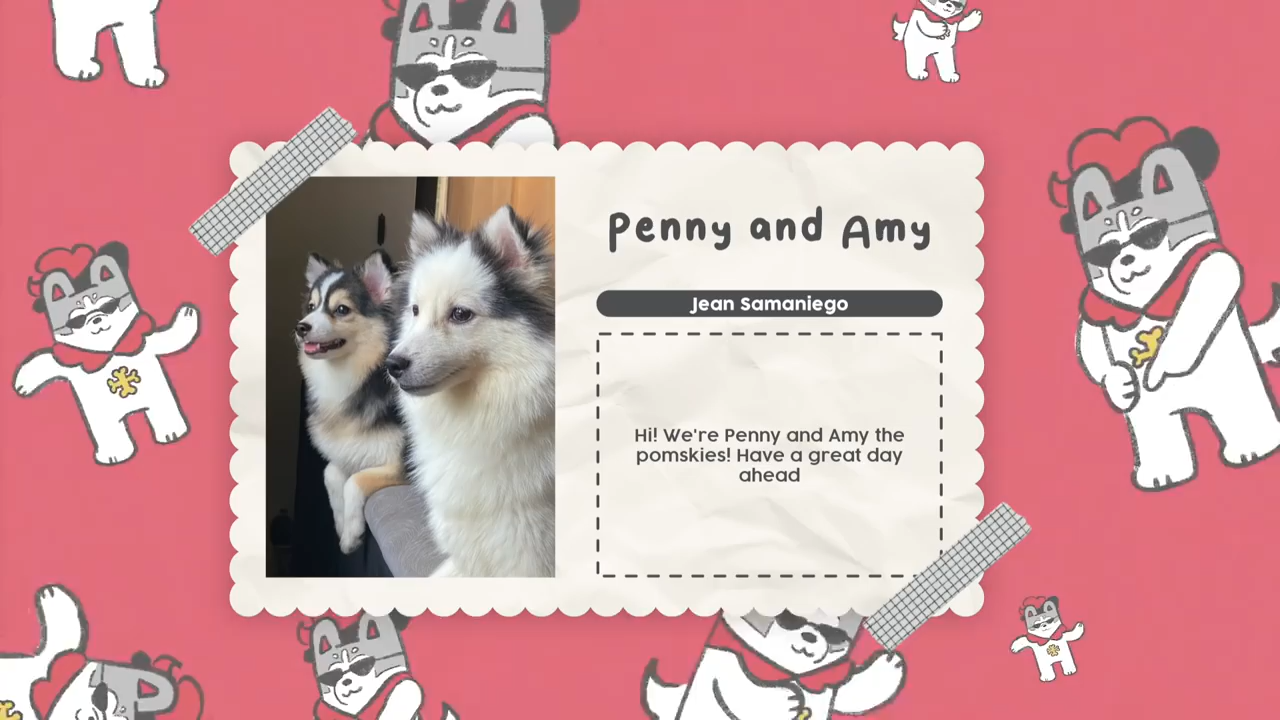 Penny and Amy
Jean Samaniego
Hi! We're Penny and Amy the
pomskies! Have a great day
ahead